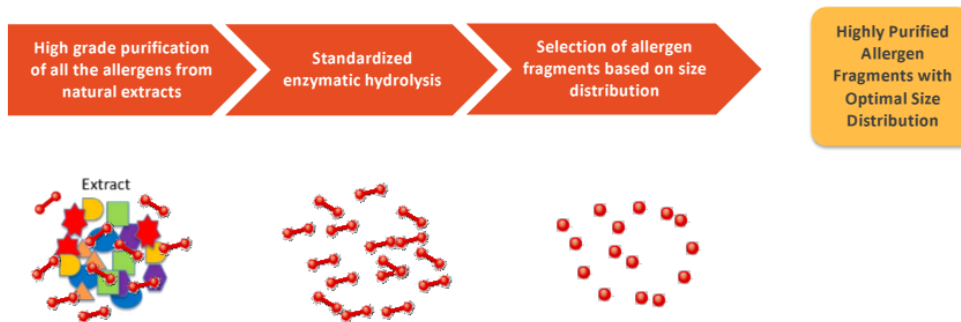 High grade purification
of all the allergens from
natural extracts
Standardized
enzymatic hydrolysis
Selection of allergen
fragments based on size
distribution
Highly Purified
Allergen
Fragments with
Optimal Size
Distribution
Extract